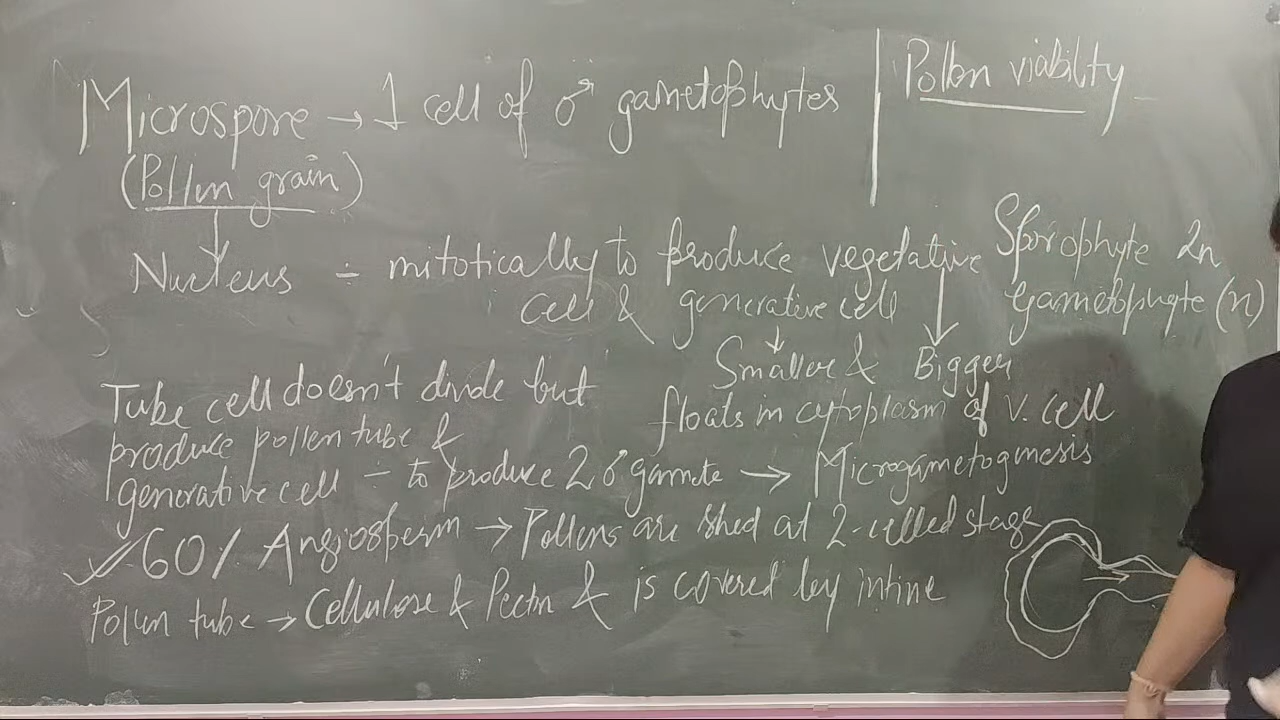 Microspore → 1 cell of ♂ gametophytes
(Pollen grain)
↓
Nucleus ÷ mitotically to produce vegetative
cell & generative cell
↓ ↓
Smaller & Bigger
floats in cytoplasm of v. cell
Tube cell doesn't divide but
produce pollen tube &
generative cell ÷ to produce 2 ♂ gamete → Microgametogenesis
✓ 60% Angiosperm → Pollens are shed at 2-celled stage
Pollen tube → Cellulose & Pectin & is covered by intine
Pollen viability
Sporophyte 2n
Gametophyte (n)